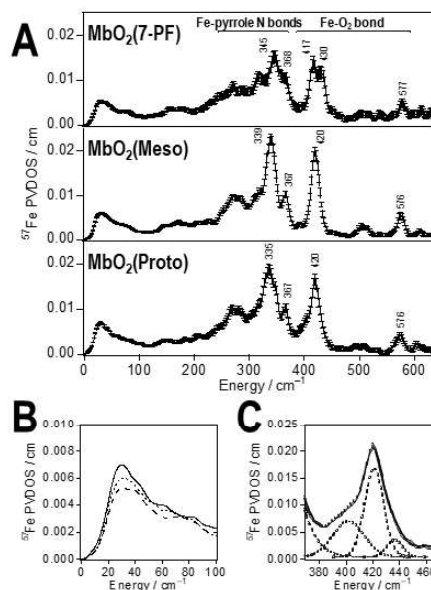 A
Fe-pyrrole N bonds
Fe-O₂ bond
MbO₂(7-PF)
345
368
417
430
577
0.02
0.01
0.00
MbO₂(Meso)
339
367
420
576
0.02
0.01
0.00
MbO₂(Proto)
335
367
420
576
0.02
0.01
0.00
⁵⁷Fe PVDOS / cm
0 100 200 300 400 500 600
Energy / cm⁻¹
B
0.010
0.008
0.006
0.004
0.002
0.000
⁵⁷Fe PVDOS / cm
0 20 40 60 80 100
Energy / cm⁻¹
C
0.025
0.020
0.015
0.010
0.005
0.000
⁵⁷Fe PVDOS / cm
380 400 420 440 460
Energy / cm⁻¹